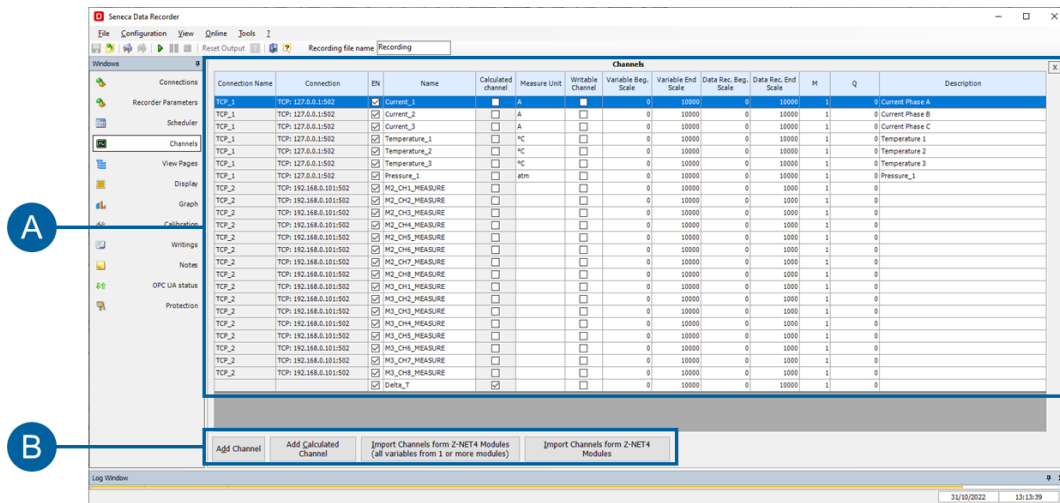 Seneca Data Recorder
File Configuration View Online Tools ?
Reset Output Recording file name Recording
Windows
Connections
Recorder Parameters
Scheduler
Channels
View Pages
Display
Graph
Calibration
Writings
Notes
OPC UA status
Protection
Channels
X
Connection Name Connection EN Name Calculated channel Measure Unit Writable Channel Variable Beg. Scale Variable End Scale Data Rec. Beg. Scale Data Rec. End Scale M Q Description
TCP_1 TCP: 127.0.0.1:502 Current_1 A 0 10000 0 10000 1 0 Current Phase A
TCP_1 TCP: 127.0.0.1:502 Current_2 A 0 10000 0 10000 1 0 Current Phase B
TCP_1 TCP: 127.0.0.1:502 Current_3 A 0 10000 0 10000 1 0 Current Phase C
TCP_1 TCP: 127.0.0.1:502 Temperature_1 °C 0 10000 0 10000 1 0 Temperature 1
TCP_1 TCP: 127.0.0.1:502 Temperature_2 °C 0 10000 0 10000 1 0 Temperature 2
TCP_1 TCP: 127.0.0.1:502 Temperature_3 °C 0 10000 0 10000 1 0 Temperature 3
TCP_1 TCP: 127.0.0.1:502 Pressure_1 atm 0 10000 0 10000 1 0 Pressure_1
TCP_2 TCP: 192.168.0.101:502 M2_CH1_MEASURE 0 10000 0 1000 1 0
TCP_2 TCP: 192.168.0.101:502 M2_CH2_MEASURE 0 10000 0 1000 1 0
TCP_2 TCP: 192.168.0.101:502 M2_CH3_MEASURE 0 10000 0 1000 1 0
TCP_2 TCP: 192.168.0.101:502 M2_CH4_MEASURE 0 10000 0 1000 1 0
TCP_2 TCP: 192.168.0.101:502 M2_CH5_MEASURE 0 10000 0 1000 1 0
TCP_2 TCP: 192.168.0.101:502 M2_CH6_MEASURE 0 10000 0 1000 1 0
TCP_2 TCP: 192.168.0.101:502 M2_CH7_MEASURE 0 10000 0 1000 1 0
TCP_2 TCP: 192.168.0.101:502 M2_CH8_MEASURE 0 10000 0 1000 1 0
TCP_2 TCP: 192.168.0.101:502 M3_CH1_MEASURE 0 10000 0 1000 1 0
TCP_2 TCP: 192.168.0.101:502 M3_CH2_MEASURE 0 10000 0 1000 1 0
TCP_2 TCP: 192.168.0.101:502 M3_CH3_MEASURE 0 10000 0 1000 1 0
TCP_2 TCP: 192.168.0.101:502 M3_CH4_MEASURE 0 10000 0 1000 1 0
TCP_2 TCP: 192.168.0.101:502 M3_CH5_MEASURE 0 10000 0 1000 1 0
TCP_2 TCP: 192.168.0.101:502 M3_CH6_MEASURE 0 10000 0 1000 1 0
TCP_2 TCP: 192.168.0.101:502 M3_CH7_MEASURE 0 10000 0 1000 1 0
TCP_2 TCP: 192.168.0.101:502 M3_CH8_MEASURE 0 10000 0 1000 1 0
Delta_T 0 10000 0 10000 1 0
A
B
Add Channel
Add Calculated
Channel
Import Channels form Z-NET4 Modules
(all variables from 1 or more modules)
Import Channels form Z-NET4
Modules
Log Window
31/10/2022 13:13:39